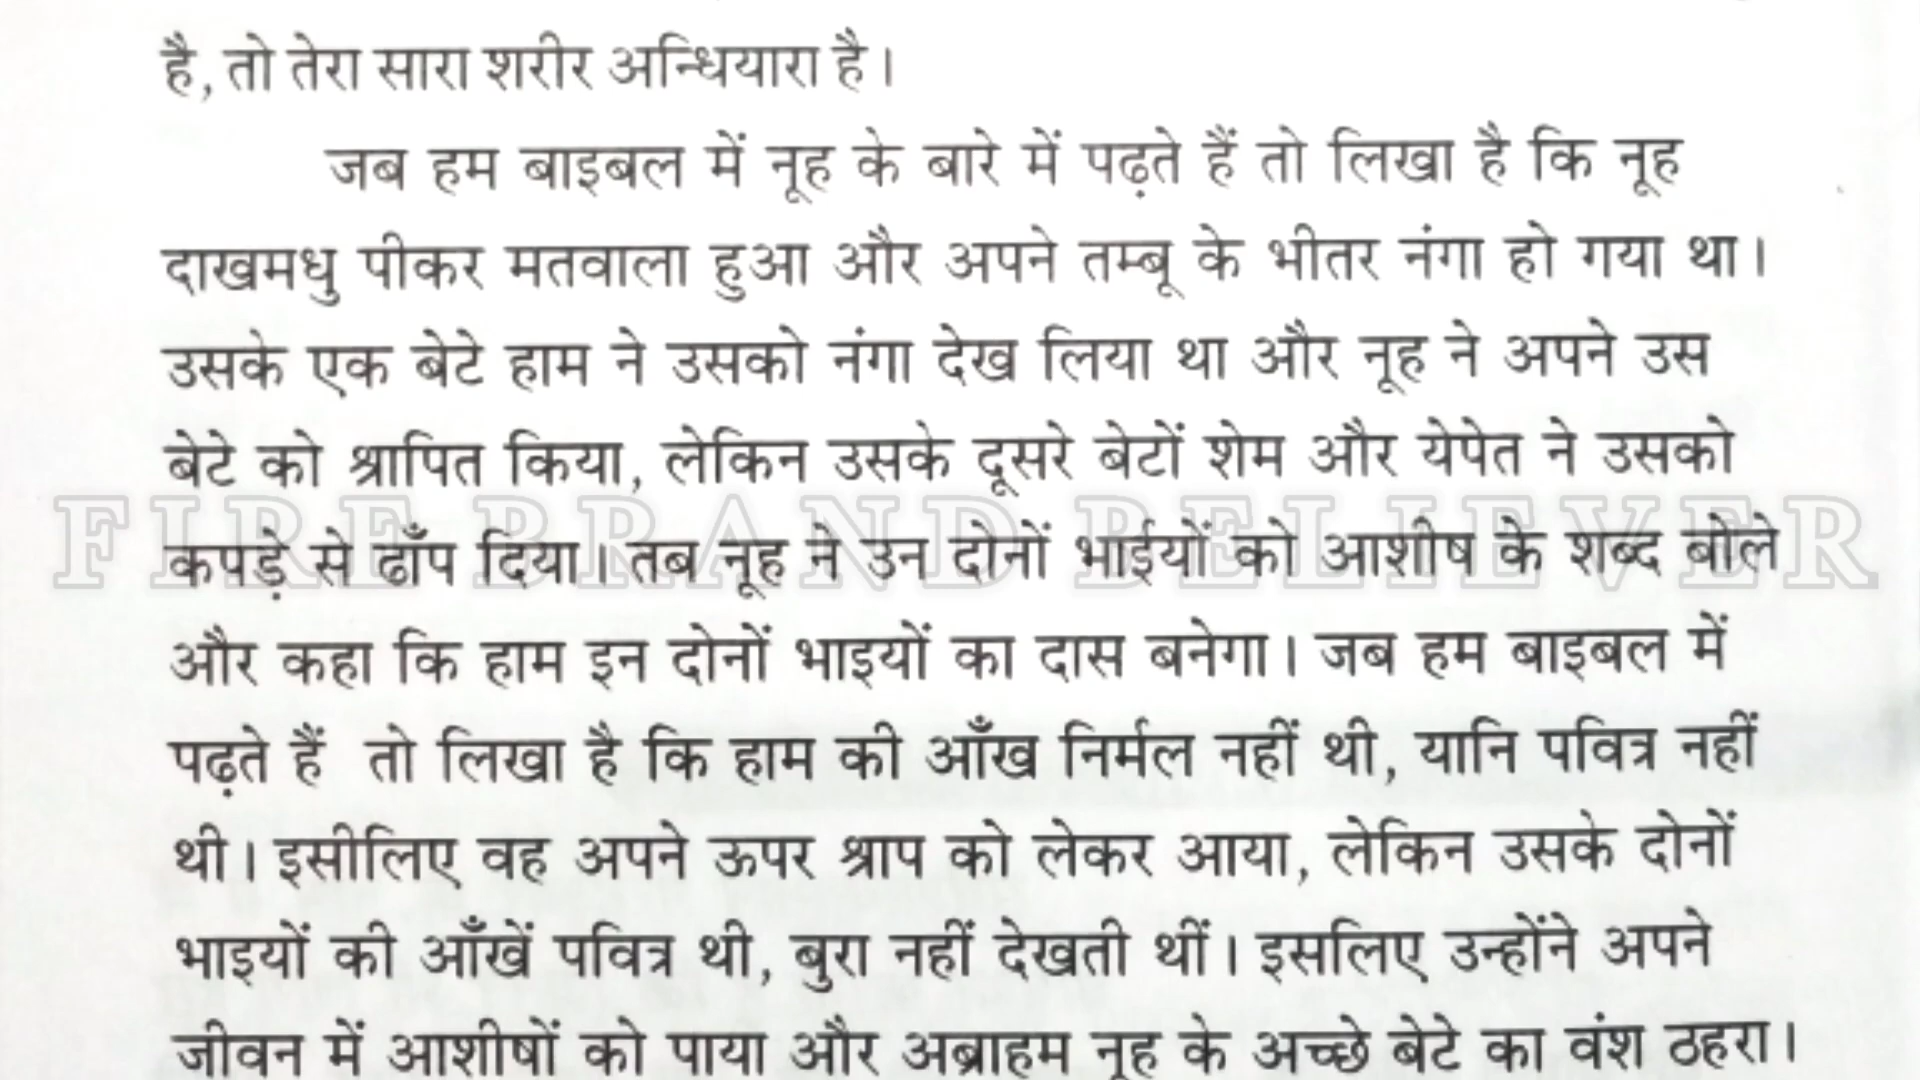 है, तो तेरा सारा शरीर अन्धियारा है।
जब हम बाइबल में नूह के बारे में पढ़ते हैं तो लिखा है कि नूह
दाखमधु पीकर मतवाला हुआ और अपने तम्बू के भीतर नंगा हो गया था।
उसके एक बेटे हाम ने उसको नंगा देख लिया था और नूह ने अपने उस
बेटे को श्रापित किया, लेकिन उसके दूसरे बेटों शेम और येपेत ने उसको
कपड़े से ढाँप दिया। तब नूह ने उन दोनों भाईयों को आशीष के शब्द बोले
FIRE BRAND BELIEVER
और कहा कि हाम इन दोनों भाइयों का दास बनेगा। जब हम बाइबल में
पढ़ते हैं तो लिखा है कि हाम की आँख निर्मल नहीं थी, यानि पवित्र नहीं
थी। इसीलिए वह अपने ऊपर श्राप को लेकर आया, लेकिन उसके दोनों
भाइयों की आँखें पवित्र थी, बुरा नहीं देखती थीं। इसलिए उन्होंने अपने
जीवन में आशीषों को पाया और अब्राहम नूह के अच्छे बेटे का वंश ठहरा।